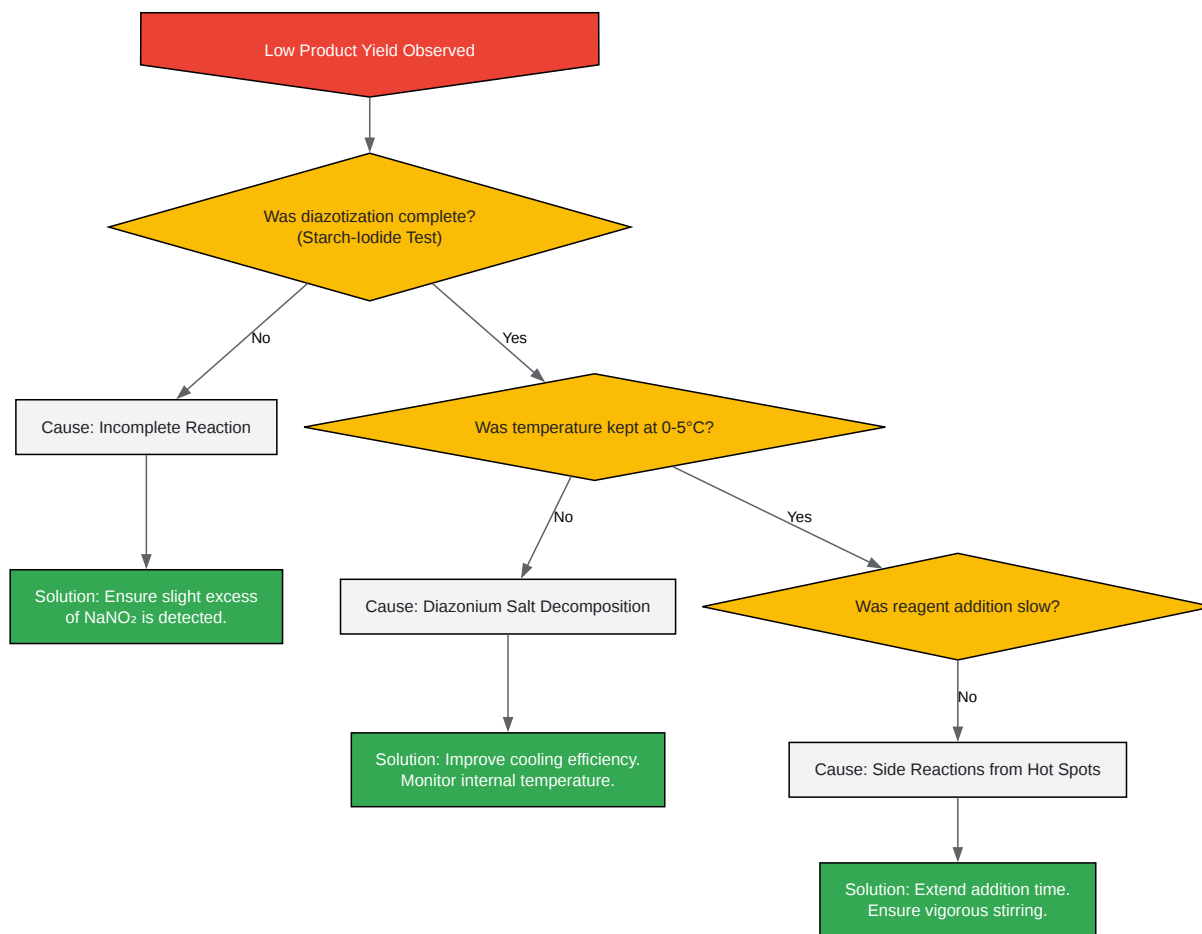 Low Product Yield Observed
Was diazotization complete?
(Starch-Iodide Test)
No
Yes
Cause: Incomplete Reaction
Was temperature kept at 0-5°C?
Solution: Ensure slight excess
of NaNO₂ is detected.
No
Yes
Cause: Diazonium Salt Decomposition
Was reagent addition slow?
Solution: Improve cooling efficiency.
Monitor internal temperature.
No
Cause: Side Reactions from Hot Spots
Solution: Extend addition time.
Ensure vigorous stirring.